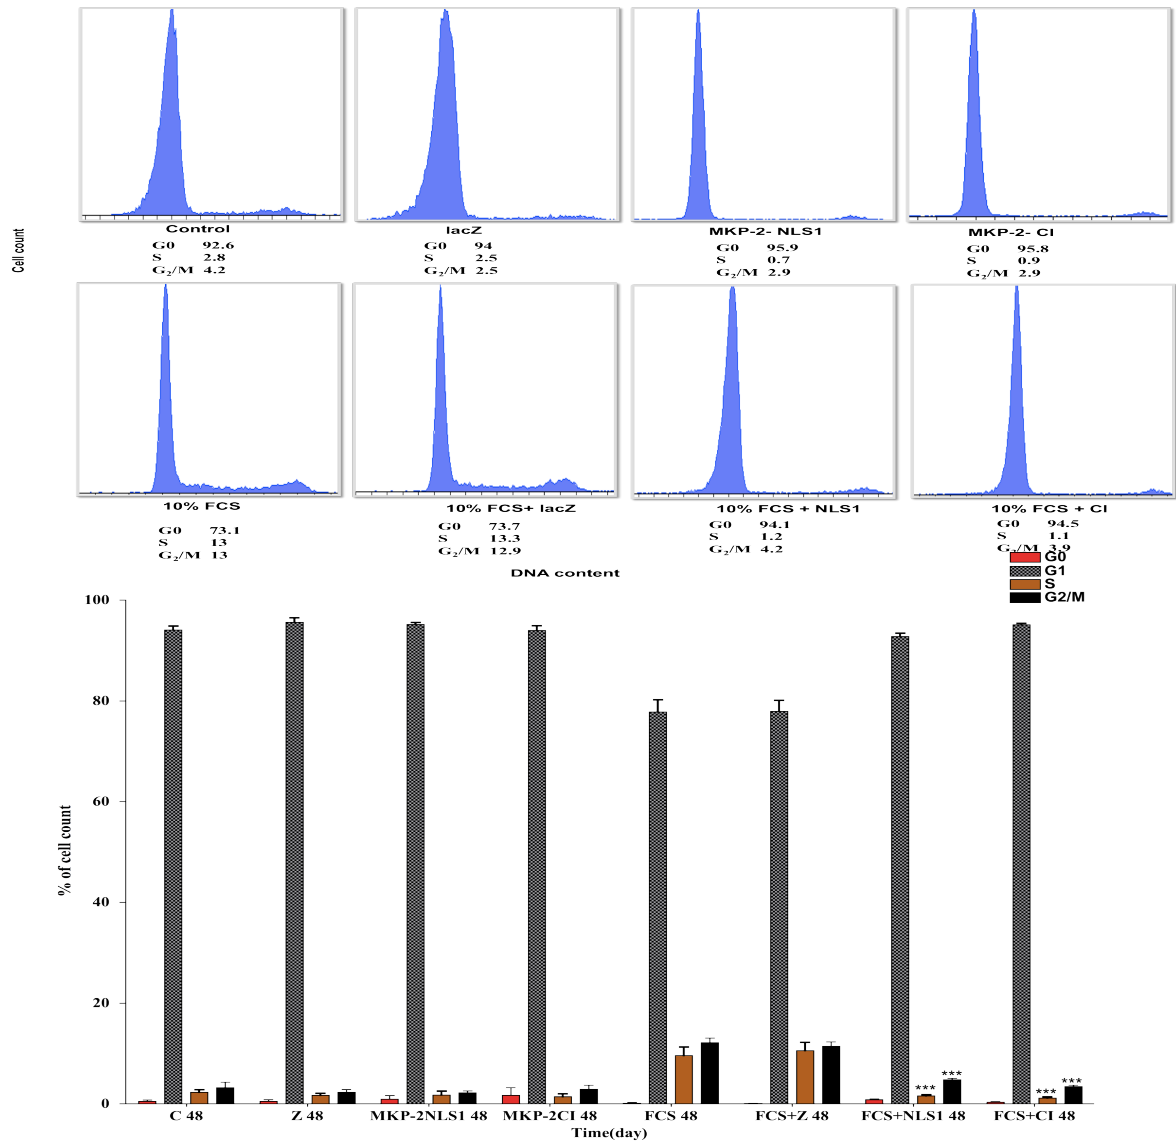 Cell count
Control
G0 92.6
S 2.8
G₂/M 4.2
lacZ
G0 94
S 2.5
G₂/M 2.5
MKP-2- NLS1
G0 95.9
S 0.7
G₂/M 2.9
MKP-2- CI
G0 95.8
S 0.9
G₂/M 2.9
10% FCS
G0 73.1
S 13
G₂/M 13
10% FCS+ lacZ
G0 73.7
S 13.3
G₂/M 12.9
10% FCS + NLS1
G0 94.1
S 1.2
G₂/M 4.2
10% FCS + CI
G0 94.5
S 1.1
G₂/M 3.9
DNA content
G0
G1
S
G2/M
% of cell count
100
80
60
40
20
0
*** ***
*** ***
C 48 Z 48 MKP-2NLS1 48 MKP-2CI 48 FCS 48 FCS+Z 48 FCS+NLS1 48 FCS+CI 48
Time(day)